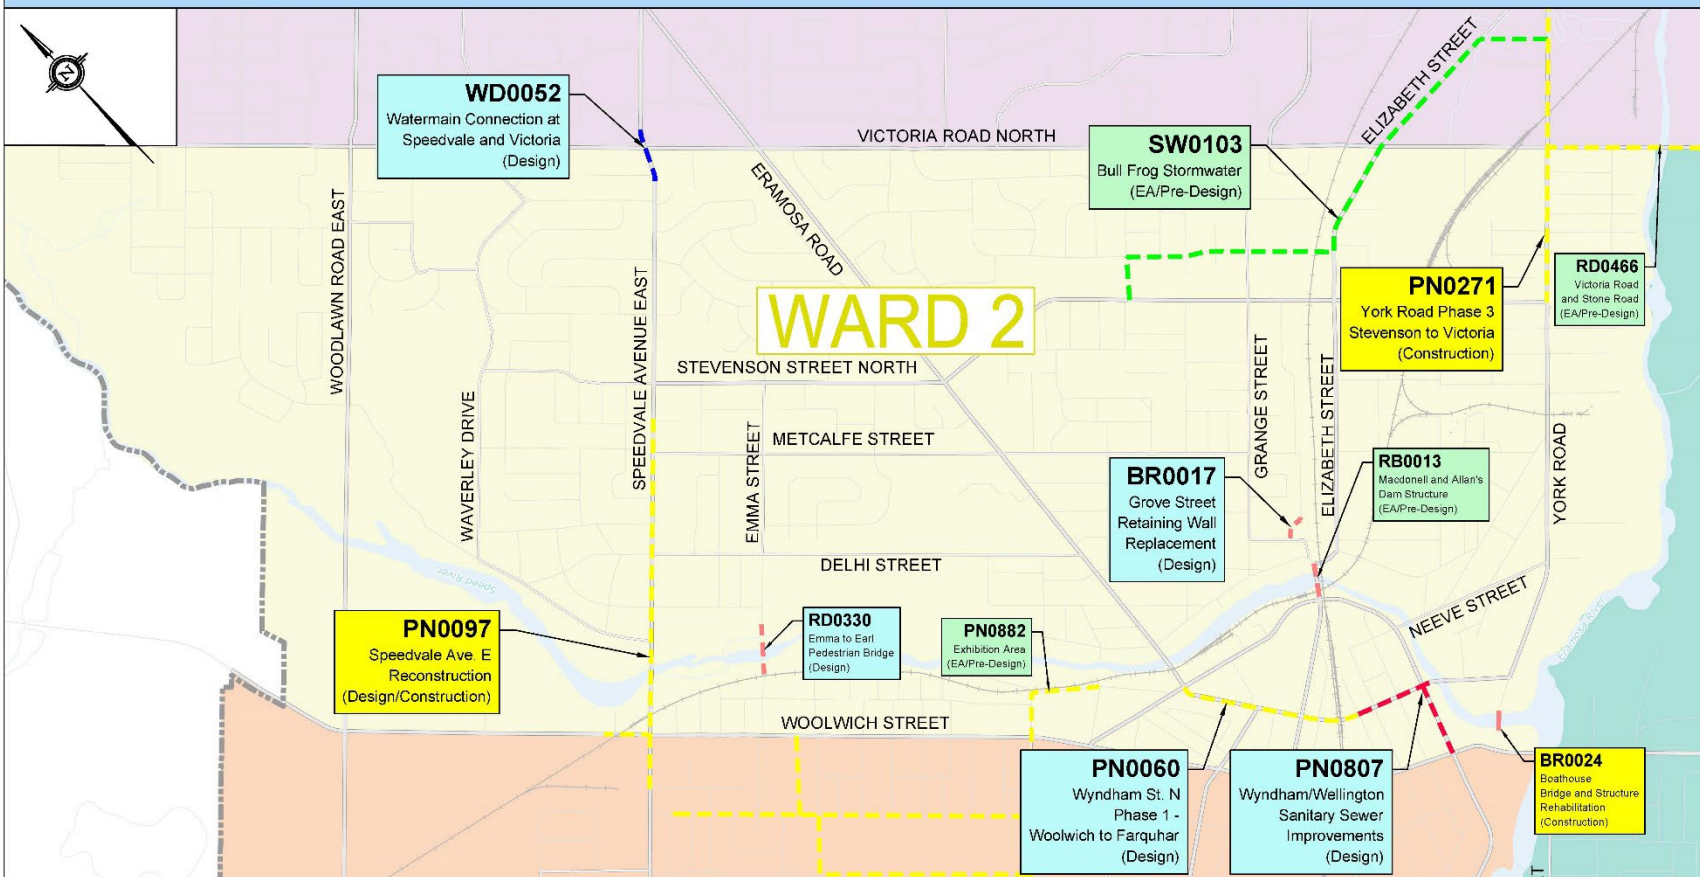 N
WD0052
Watermain Connection at
Speedvale and Victoria
(Design)
VICTORIA ROAD NORTH
ELIZABETH STREET
SW0103
Bull Frog Stormwater
(EA/Pre-Design)
WOODLAWN ROAD EAST
ERAMOSA ROAD
SPEEDVALE AVENUE EAST
WARD 2
PN0271
York Road Phase 3
Stevenson to Victoria
(Construction)
RD0466
Victoria Road
and Stone Road
(EA/Pre-Design)
STEVENSON STREET NORTH
GRANGE STREET
ELIZABETH STREET
WAVERLEY DRIVE
EMMA STREET
METCALFE STREET
YORK ROAD
BR0017
Grove Street
Retaining Wall
Replacement
(Design)
RB0013
Macdonell and Allan's
Dam Structure
(EA/Pre-Design)
DELHI STREET
Speed River
NEEVE STREET
Eramosa River
PN0097
Speedvale Ave. E
Reconstruction
(Design/Construction)
RD0330
Emma to Earl
Pedestrian Bridge
(Design)
PN0882
Exhibition Area
(EA/Pre-Design)
WOOLWICH STREET
PN0060
Wyndham St. N
Phase 1 -
Woolwich to Farquhar
(Design)
PN0807
Wyndham/Wellington
Sanitary Sewer
Improvements
(Design)
BR0024
Boathouse
Bridge and Structure
Rehabilitation
(Construction)